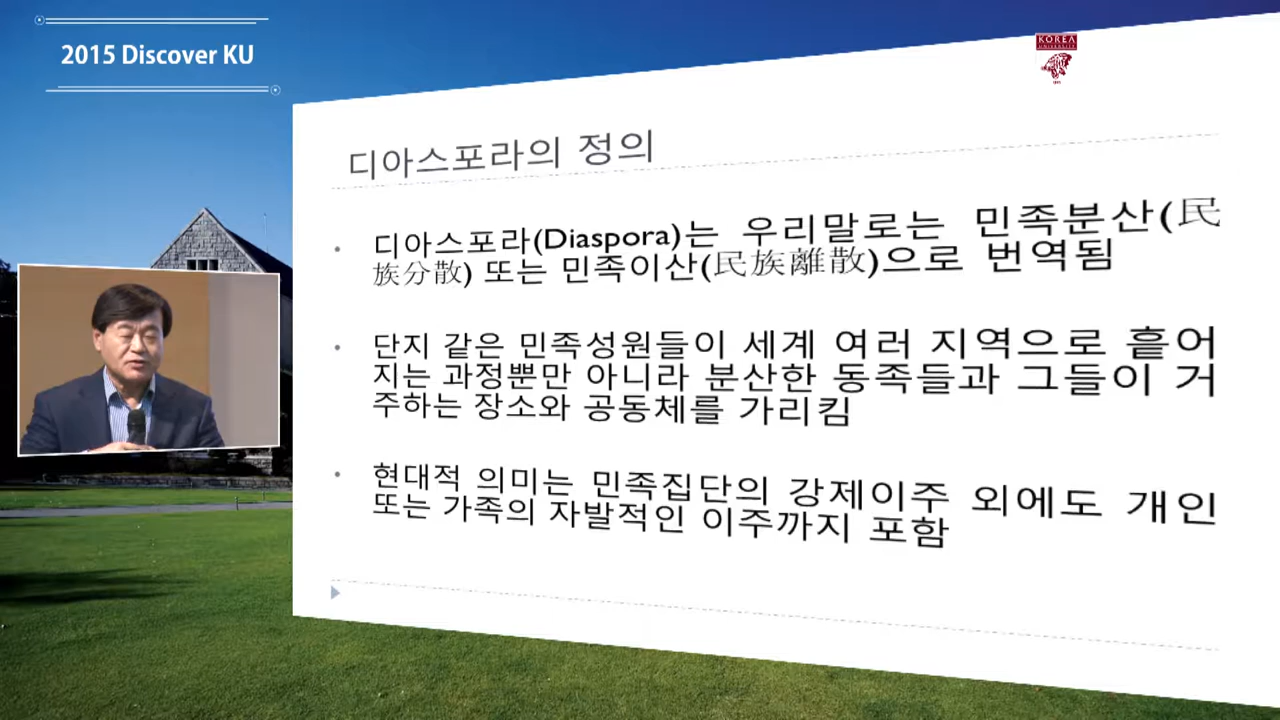 2015 Discover KU
KOREA
UNIVERSITY
디아스포라의 정의
• 디아스포라(Diaspora)는 우리말로는 민족분산(民
族分散) 또는 민족이산(民族離散)으로 번역됨
• 단지 같은 민족성원들이 세계 여러 지역으로 흩어
지는 과정뿐만 아니라 분산한 동족들과 그들이 거
주하는 장소와 공동체를 가리킴
• 현대적 의미는 민족집단의 강제이주 외에도 개인
또는 가족의 자발적인 이주까지 포함